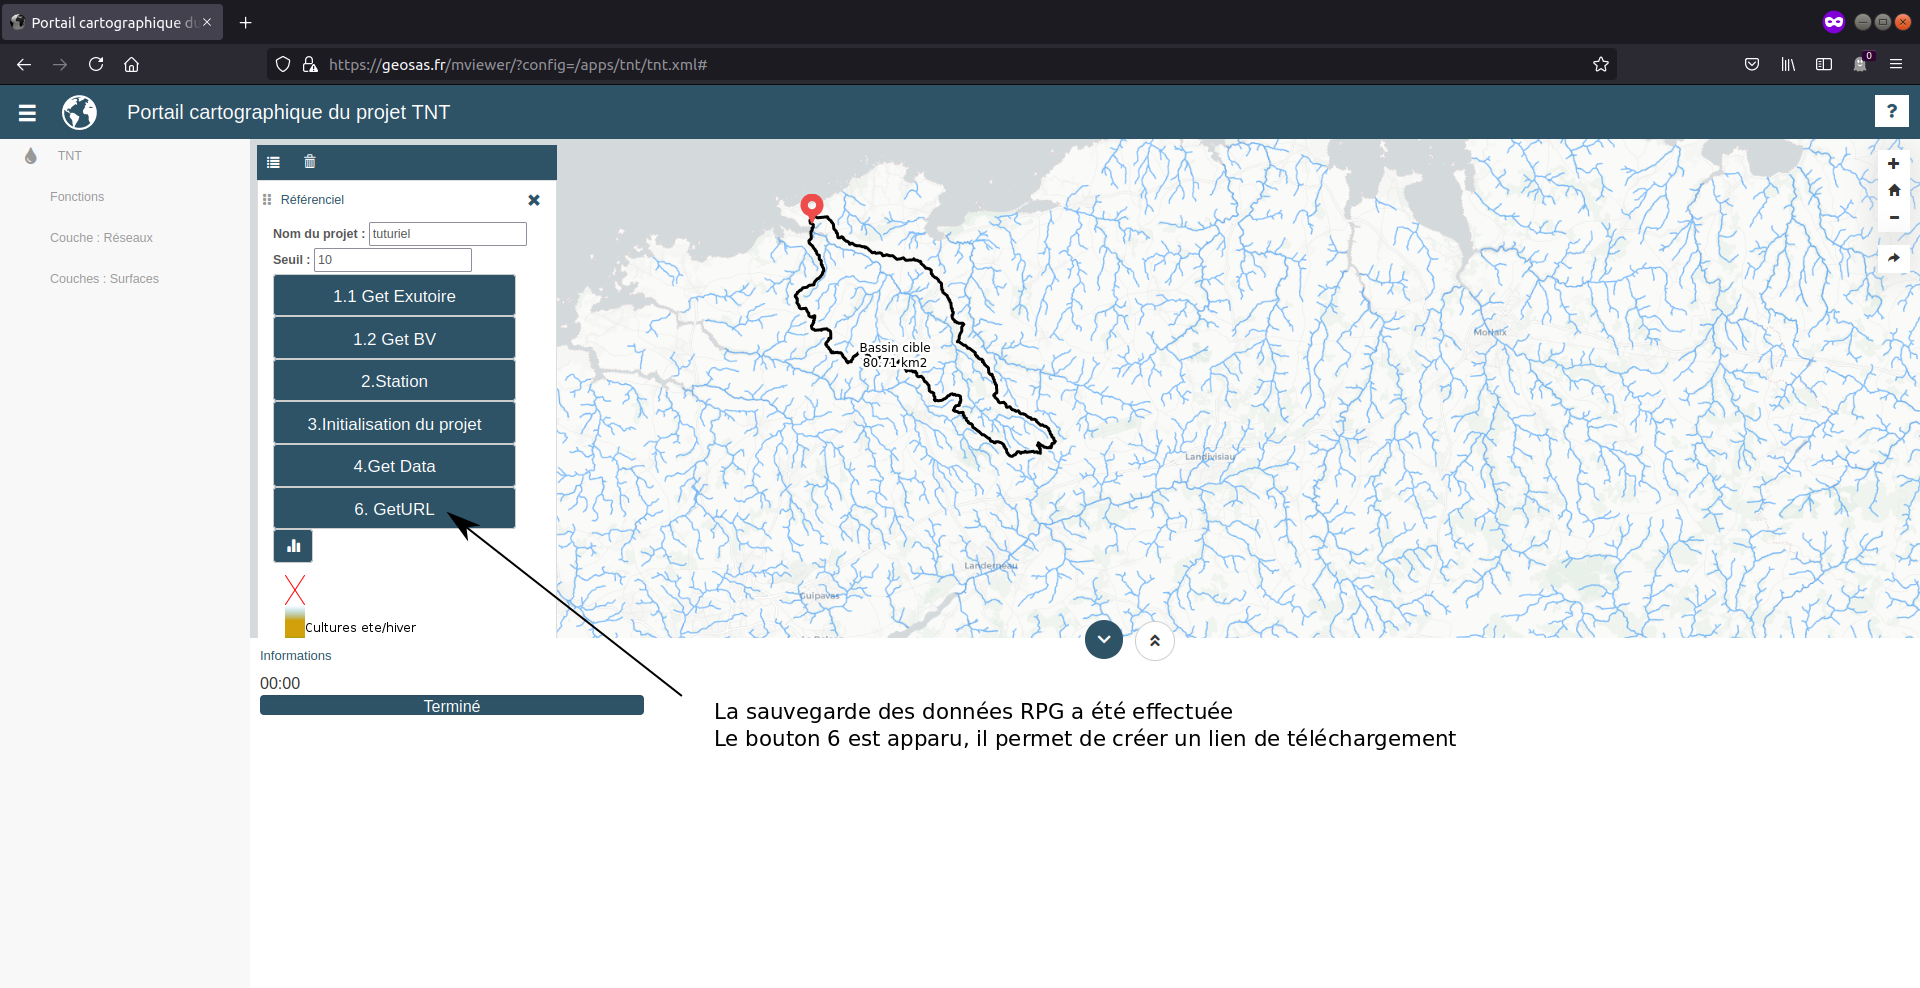 Portail cartographique du
https://geosas.fr/mviewer/?config=/apps/tnt/tnt.xml#
0
Portail cartographique du projet TNT
?
TNT
Fonctions
Couche : Réseaux
Couches : Surfaces
Référenciel
Nom du projet : tuturiel
Seuil : 10
1.1 Get Exutoire
1.2 Get BV
2.Station
3.Initialisation du projet
4.Get Data
6. GetURL
Cultures ete/hiver
Bassin cible
80.71 km2
Morlaix
Landivisiau
Landerneau
Guipavas
Informations
00:00
Terminé
La sauvegarde des données RPG a été effectuée
Le bouton 6 est apparu, il permet de créer un lien de téléchargement